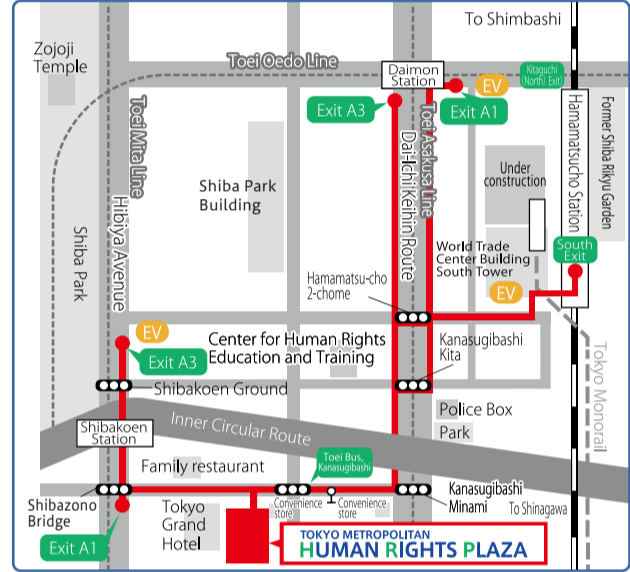 To Shimbashi
Zojoji
Temple
Toei Oedo Line
Daimon
Station
Kitaguchi
(North) Exit
EV
Exit A3
Exit A1
Toei Mita Line
Hibiya Avenue
Shiba Park
Shiba Park
Building
Dai-Ichi Keihin Route
Toei Asakusa Line
Under
construction
Hamamatsucho Station
Former Shiba Rikyu Garden
World Trade
Center Building
South Tower
South
Exit
EV
Hamamatsu-cho
2-chome
EV
Exit A3
Center for Human Rights
Education and Training
Kanasugibashi
Kita
Tokyo Monorail
Shibakoen Ground
Police Box
Park
Inner Circular Route
Shibakoen
Station
Family restaurant
Toei Bus,
Kanasugibashi
Shibazono
Bridge
Convenience
store
Convenience
store
Kanasugibashi
Minami
To Shinagawa
Exit A1
Tokyo
Grand
Hotel
TOKYO METROPOLITAN
HUMAN RIGHTS PLAZA